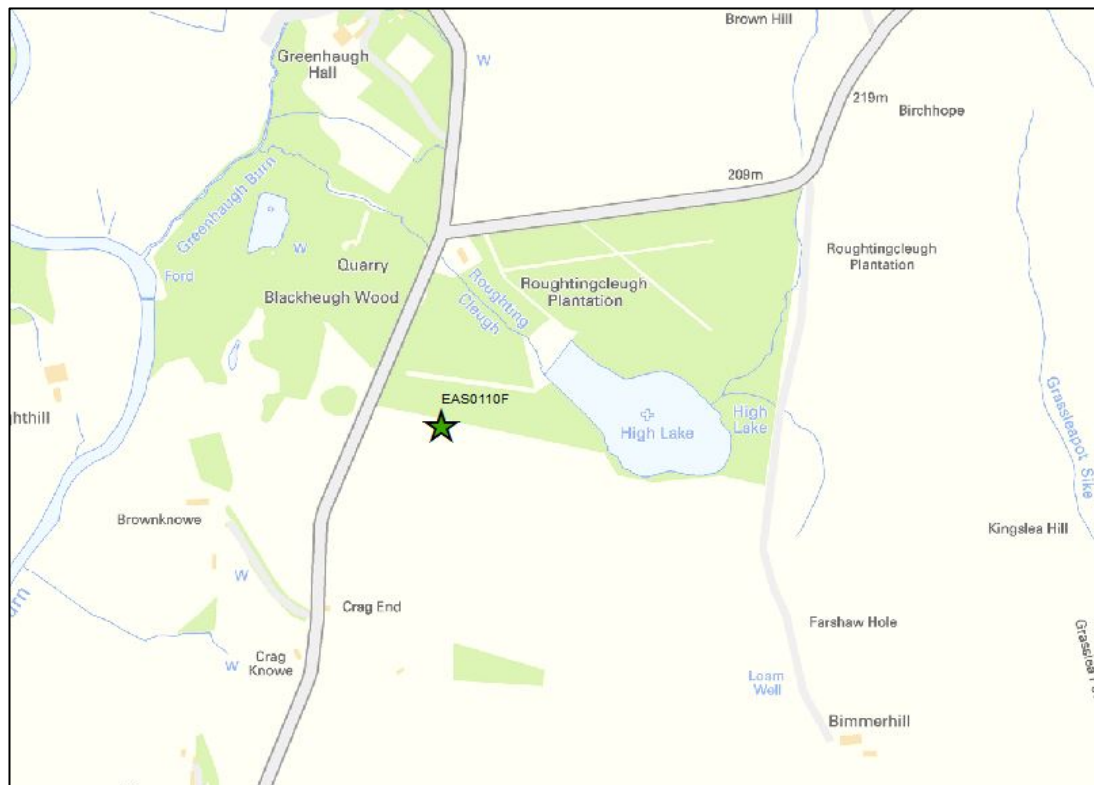 Brown Hill
Greenhaugh
Hall
W
219m
Birchhope
209m
Greenhaugh Burn
W
Ford
Quarry
Blackheugh Wood
Roughting
Cleugh
Roughtingcleugh
Plantation
Roughtingcleugh
Plantation
EAS0110F
High Lake
High
Lake
Grassleapot Sike
ghthill
Brownknowe
Kingslea Hill
W
urn
Crag End
Farshaw Hole
Crag
Knowe
W
Loam
Well
Bimmerhill